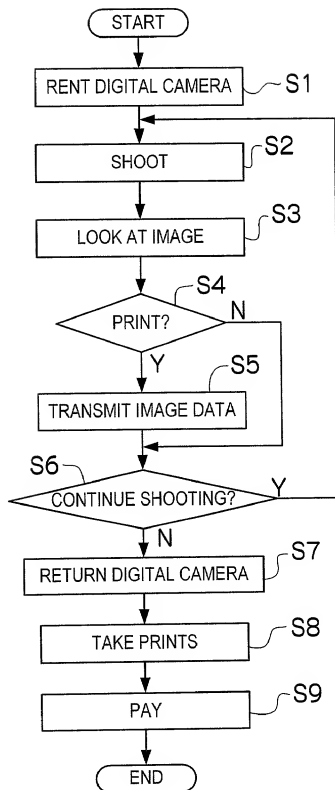 START
RENT DIGITAL CAMERA
S1
SHOOT
S2
LOOK AT IMAGE
S3
PRINT?
S4
N
Y
TRANSMIT IMAGE DATA
S5
S6
CONTINUE SHOOTING?
Y
N
RETURN DIGITAL CAMERA
S7
TAKE PRINTS
S8
PAY
S9
END